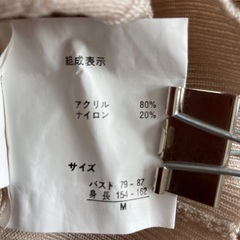 組成表示
アクリル 80%
ナイロン 20%
サイズ
バスト 79-87
身長 154-162
M